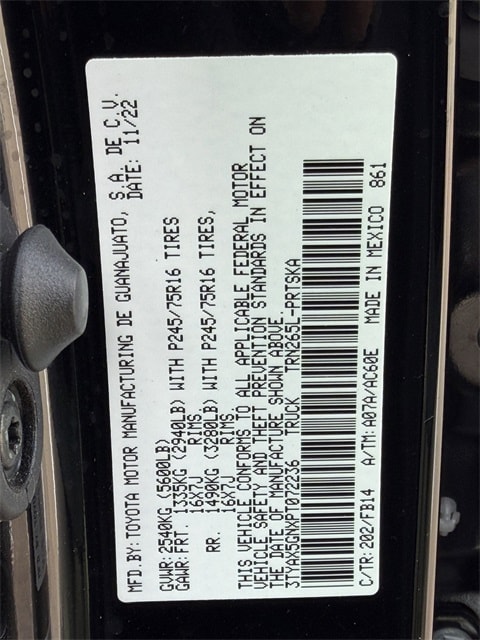 MFD.BY:TOYOTA MOTOR MANUFACTURING DE GUANAJUATO, S.A. DE C.V.
DATE: 11/22
GVWR:2540KG (5600LB)
GAWR:FRT. 1335KG (2940LB) WITH P245/75R16 TIRES
16X7J RIMS.
RR. 1490KG (3280LB) WITH P245/75R16 TIRES,
16X7J RIMS.
THIS VEHICLE CONFORMS TO ALL APPLICABLE FEDERAL MOTOR
VEHICLE SAFETY AND THEFT PREVENTION STANDARDS IN EFFECT ON
THE DATE OF MANUFACTURE SHOWN ABOVE.
3TYAX5GNXPT072236 TRUCK TRN265L-PRTSKA
C/TR:202/FB14 A/TM:A07A/AC60E MADE IN MEXICO 861